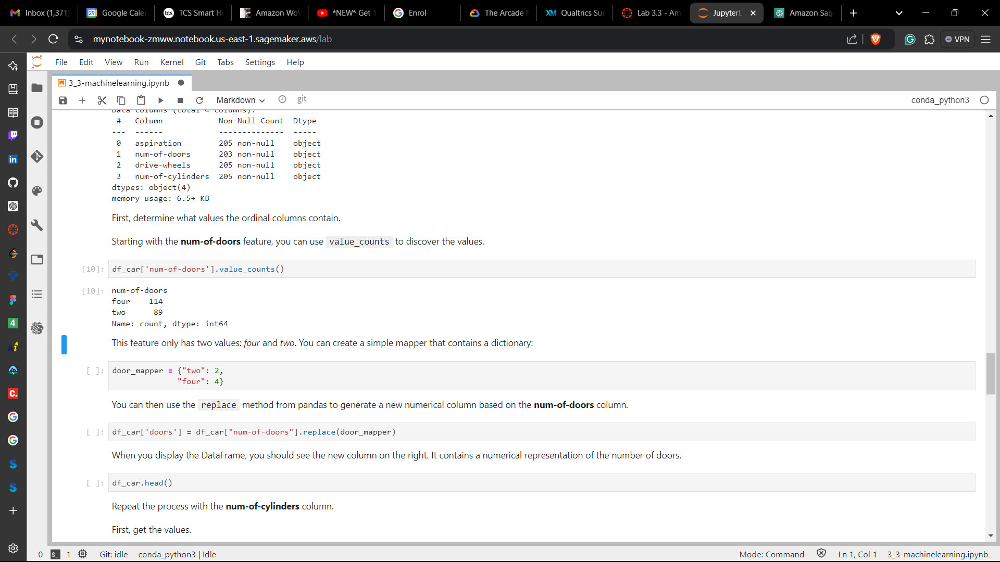 Inbox (1,371)
Google Caler
TCS Smart Hi
Amazon Wo
*NEW* Get 1
Enrol
The Arcade F
Qualtrics Sur
Lab 3.3 - Am
JupyterL
Amazon Sag
mynotebook-zmww.notebook.us-east-1.sagemaker.aws/lab
VPN
File Edit View Run Kernel Git Tabs Settings Help
3_3-machinelearning.ipynb
Markdown
git
conda_python3
Data columns (total 4 columns):
# Column Non-Null Count Dtype
--- ------ -------------- -----
0 aspiration 205 non-null object
1 num-of-doors 203 non-null object
2 drive-wheels 205 non-null object
3 num-of-cylinders 205 non-null object
dtypes: object(4)
memory usage: 6.5+ KB
First, determine what values the ordinal columns contain.
Starting with the num-of-doors feature, you can use value_counts to discover the values.
[10]: df_car['num-of-doors'].value_counts()
[10]: num-of-doors
four 114
two 89
Name: count, dtype: int64
This feature only has two values: four and two. You can create a simple mapper that contains a dictionary:
[ ]: door_mapper = {"two": 2,
"four": 4}
You can then use the replace method from pandas to generate a new numerical column based on the num-of-doors column.
[ ]: df_car['doors'] = df_car["num-of-doors"].replace(door_mapper)
When you display the DataFrame, you should see the new column on the right. It contains a numerical representation of the number of doors.
[ ]: df_car.head()
Repeat the process with the num-of-cylinders column.
First, get the values.
0 1 Git: idle conda_python3 | Idle Mode: Command Ln 1, Col 1 3_3-machinelearning.ipynb